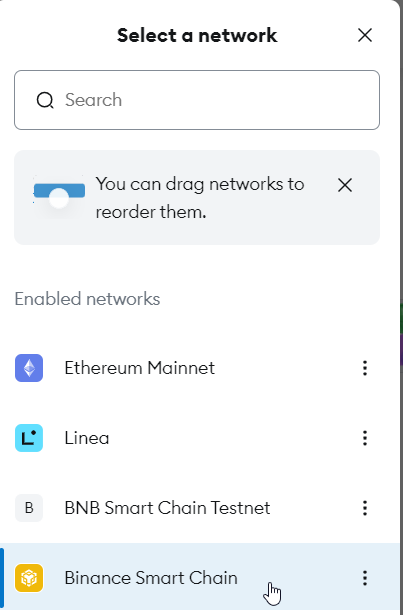 Select a network
Search
You can drag networks to
reorder them.
Enabled networks
Ethereum Mainnet
Linea
B BNB Smart Chain Testnet
Binance Smart Chain